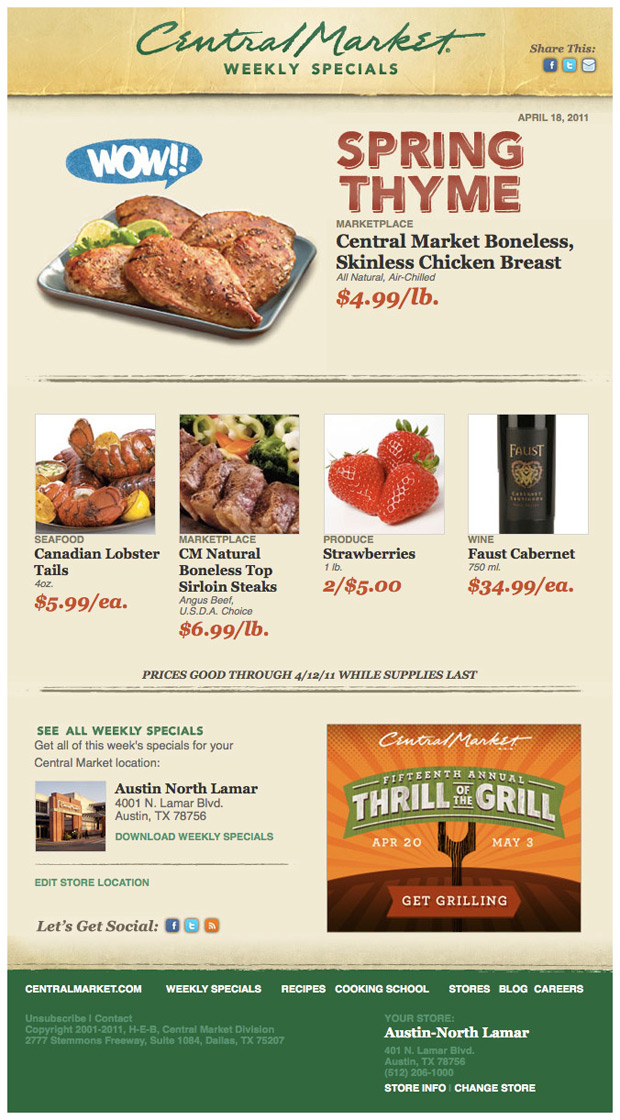 Central Market
WEEKLY SPECIALS
Share This:
APRIL 18, 2011
WOW!!
SPRING
THYME
MARKETPLACE
Central Market Boneless,
Skinless Chicken Breast
All Natural, Air-Chilled
$4.99/lb.
SEAFOOD
Canadian Lobster
Tails
4oz.
$5.99/ea.
MARKETPLACE
CM Natural
Boneless Top
Sirloin Steaks
Angus Beef,
U.S.D.A. Choice
$6.99/lb.
PRODUCE
Strawberries
1 lb.
2/$5.00
FAUST
CABERNET
SAUVIGNON
WINE
Faust Cabernet
750 ml.
$34.99/ea.
PRICES GOOD THROUGH 4/12/11 WHILE SUPPLIES LAST
SEE ALL WEEKLY SPECIALS
Get all of this week's specials for your
Central Market location:
Austin North Lamar
4001 N. Lamar Blvd.
Austin, TX 78756
DOWNLOAD WEEKLY SPECIALS
EDIT STORE LOCATION
Let's Get Social:
Central Market
FIFTEENTH ANNUAL
THRILL OF THE GRILL
APR 20 MAY 3
GET GRILLING
CENTRALMARKET.COM WEEKLY SPECIALS RECIPES COOKING SCHOOL STORES BLOG CAREERS
Unsubscribe | Contact
Copyright 2001-2011, H-E-B, Central Market Division
2777 Stemmons Freeway, Suite 1084, Dallas, TX 75207
YOUR STORE:
Austin-North Lamar
401 N. Lamar Blvd.
Austin, TX 78756
(512) 206-1000
STORE INFO | CHANGE STORE